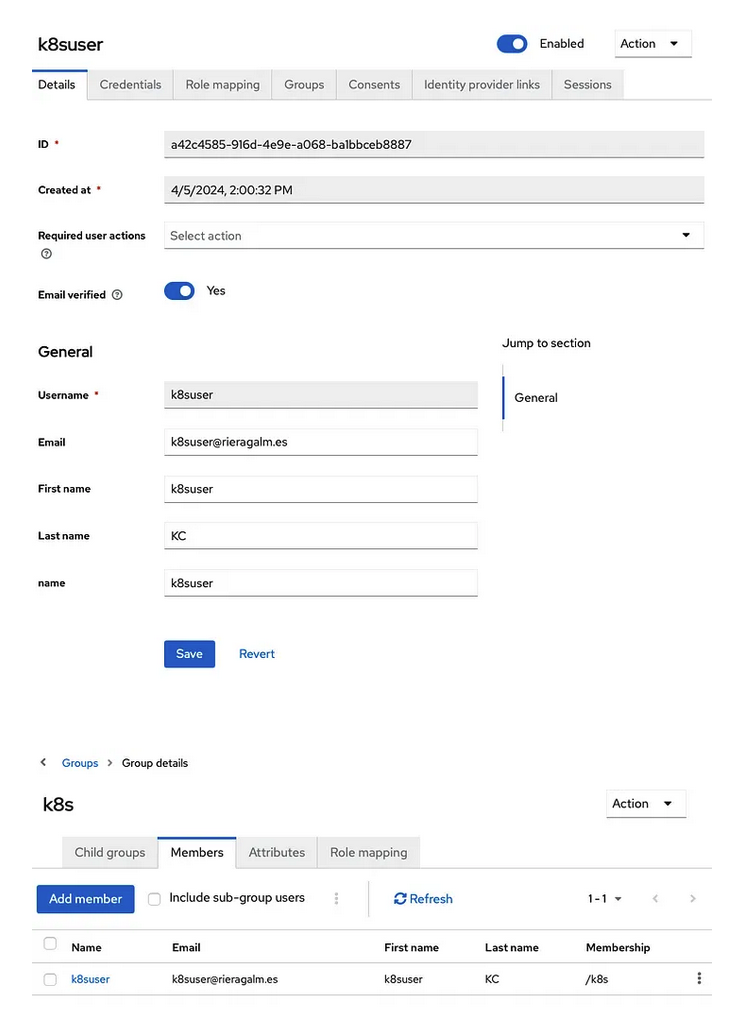 k8suser
Enabled
Action
Details Credentials Role mapping Groups Consents Identity provider links Sessions
ID *
a42c4585-916d-4e9e-a068-ba1bbceb8887
Created at *
4/5/2024, 2:00:32 PM
Required user actions
Select action
Email verified
Yes
General
Jump to section
General
Username *
k8suser
Email
k8suser@rieragalm.es
First name
k8suser
Last name
KC
name
k8suser
Save Revert
Groups > Group details
k8s
Action
Child groups Members Attributes Role mapping
Add member Include sub-group users Refresh 1-1
Name Email First name Last name Membership
k8suser k8suser@rieragalm.es k8suser KC /k8s